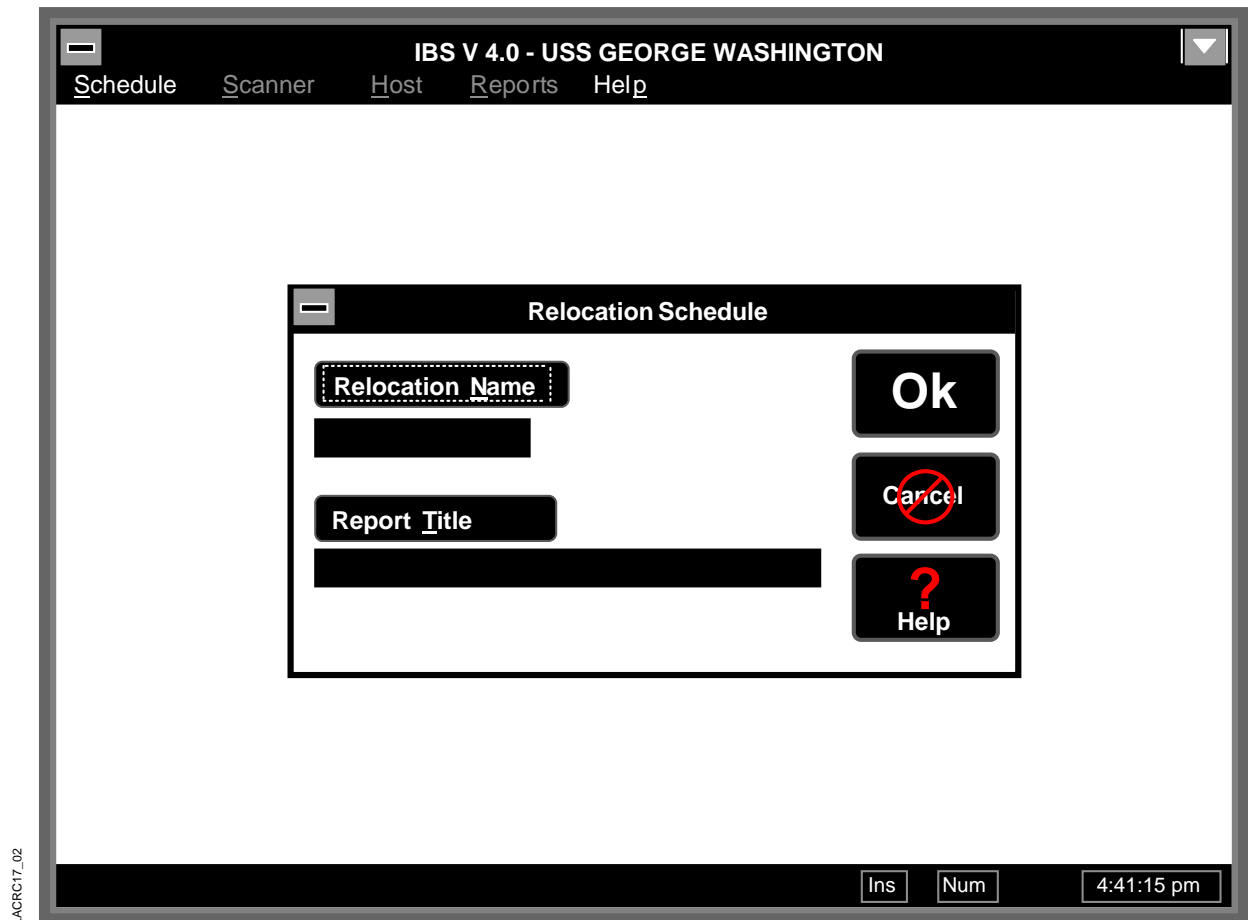 IBS V 4.0 - USS GEORGE WASHINGTON
Schedule Scanner Host Reports Help
Relocation Schedule
Relocation Name
Ok
Cancel
Report Title
? Help
Ins Num 4:41:15 pm
ACRC17_02